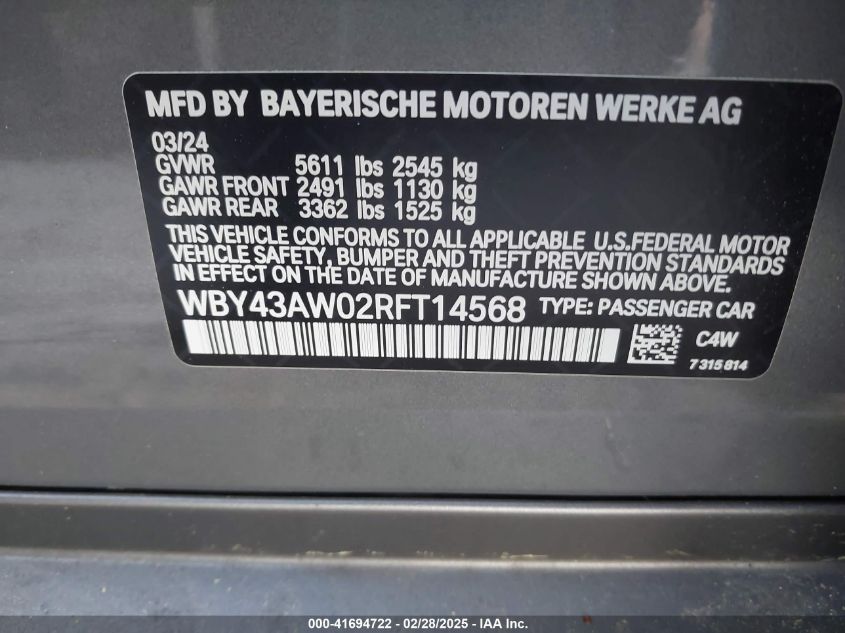 MFD BY BAYERISCHE MOTOREN WERKE AG
03/24
GVWR 5611 lbs 2545 kg
GAWR FRONT 2491 lbs 1130 kg
GAWR REAR 3362 lbs 1525 kg
THIS VEHICLE CONFORMS TO ALL APPLICABLE U.S.FEDERAL MOTOR
VEHICLE SAFETY, BUMPER AND THEFT PREVENTION STANDARDS
IN EFFECT ON THE DATE OF MANUFACTURE SHOWN ABOVE.
WBY43AW02RFT14568 TYPE: PASSENGER CAR
C4W
7315814
000-41694722 - 02/28/2025 - IAA Inc.